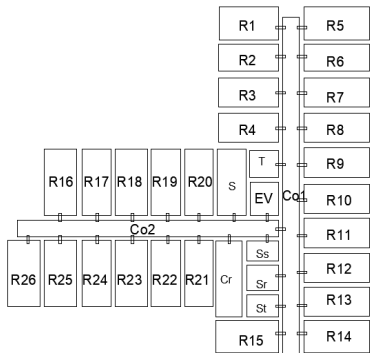 R1 R5
R2 R6
R3 R7
R4 R8
T R9
R16 R17 R18 R19 R20 S EV Co1 R10
Co2 R11
Ss
R26 R25 R24 R23 R22 R21 Cr Sr R12
St R13
R15 R14